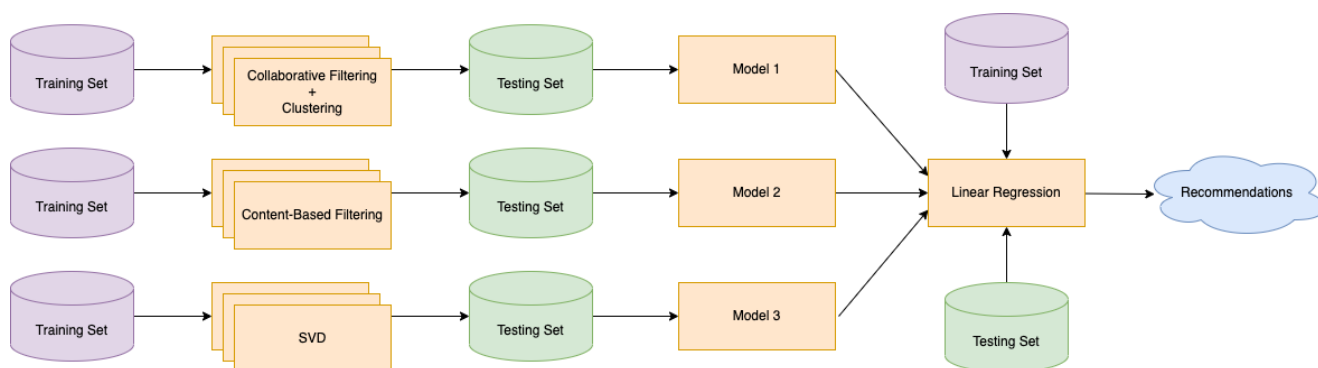 Training Set
Collaborative Filtering
+
Clustering
Testing Set
Model 1
Training Set
Training Set
Content-Based Filtering
Testing Set
Model 2
Linear Regression
Recommendations
Training Set
SVD
Testing Set
Model 3
Testing Set